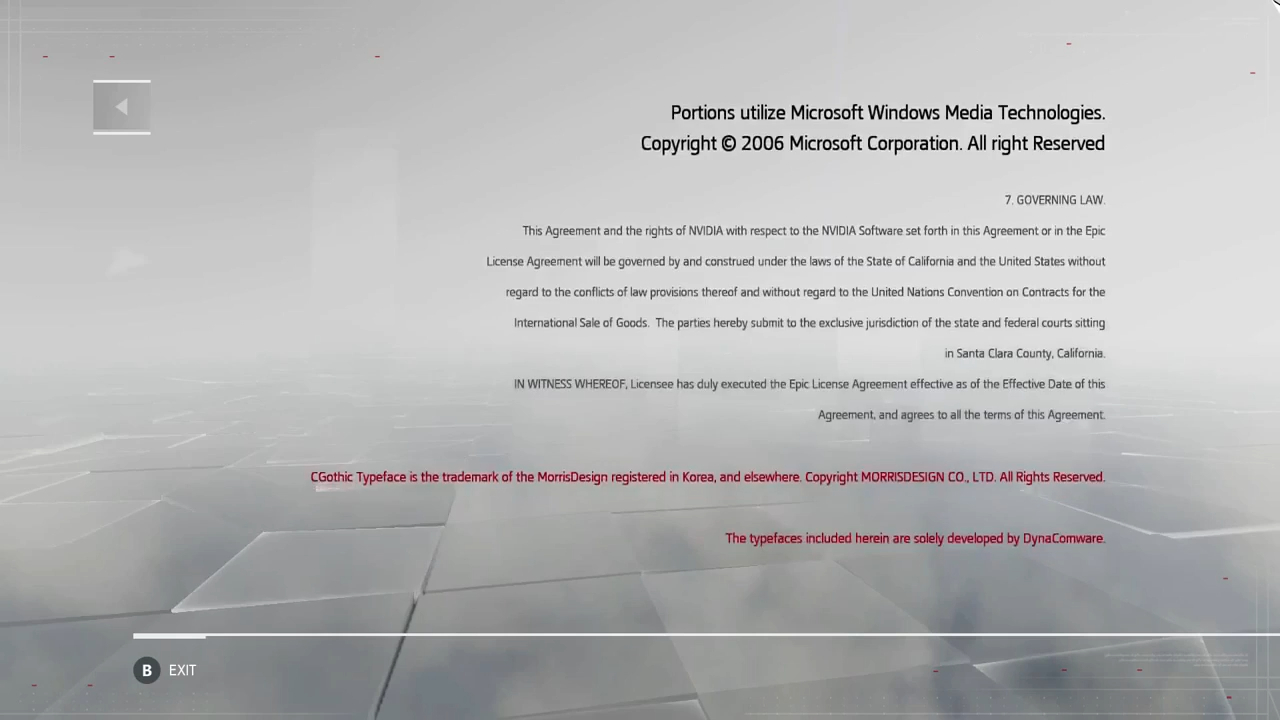 Portions utilize Microsoft Windows Media Technologies.
Copyright © 2006 Microsoft Corporation. All right Reserved
7. GOVERNING LAW.
This Agreement and the rights of NVIDIA with respect to the NVIDIA Software set forth in this Agreement or in the Epic
License Agreement will be governed by and construed under the laws of the State of California and the United States without
regard to the conflicts of law provisions thereof and without regard to the United Nations Convention on Contracts for the
International Sale of Goods.  The parties hereby submit to the exclusive jurisdiction of the state and federal courts sitting
in Santa Clara County, California.
IN WITNESS WHEREOF, Licensee has duly executed the Epic License Agreement effective as of the Effective Date of this
Agreement, and agrees to all the terms of this Agreement.
CGothic Typeface is the trademark of the MorrisDesign registered in Korea, and elsewhere. Copyright MORRISDESIGN CO., LTD. All Rights Reserved.
The typefaces included herein are solely developed by DynaComware.
B EXIT